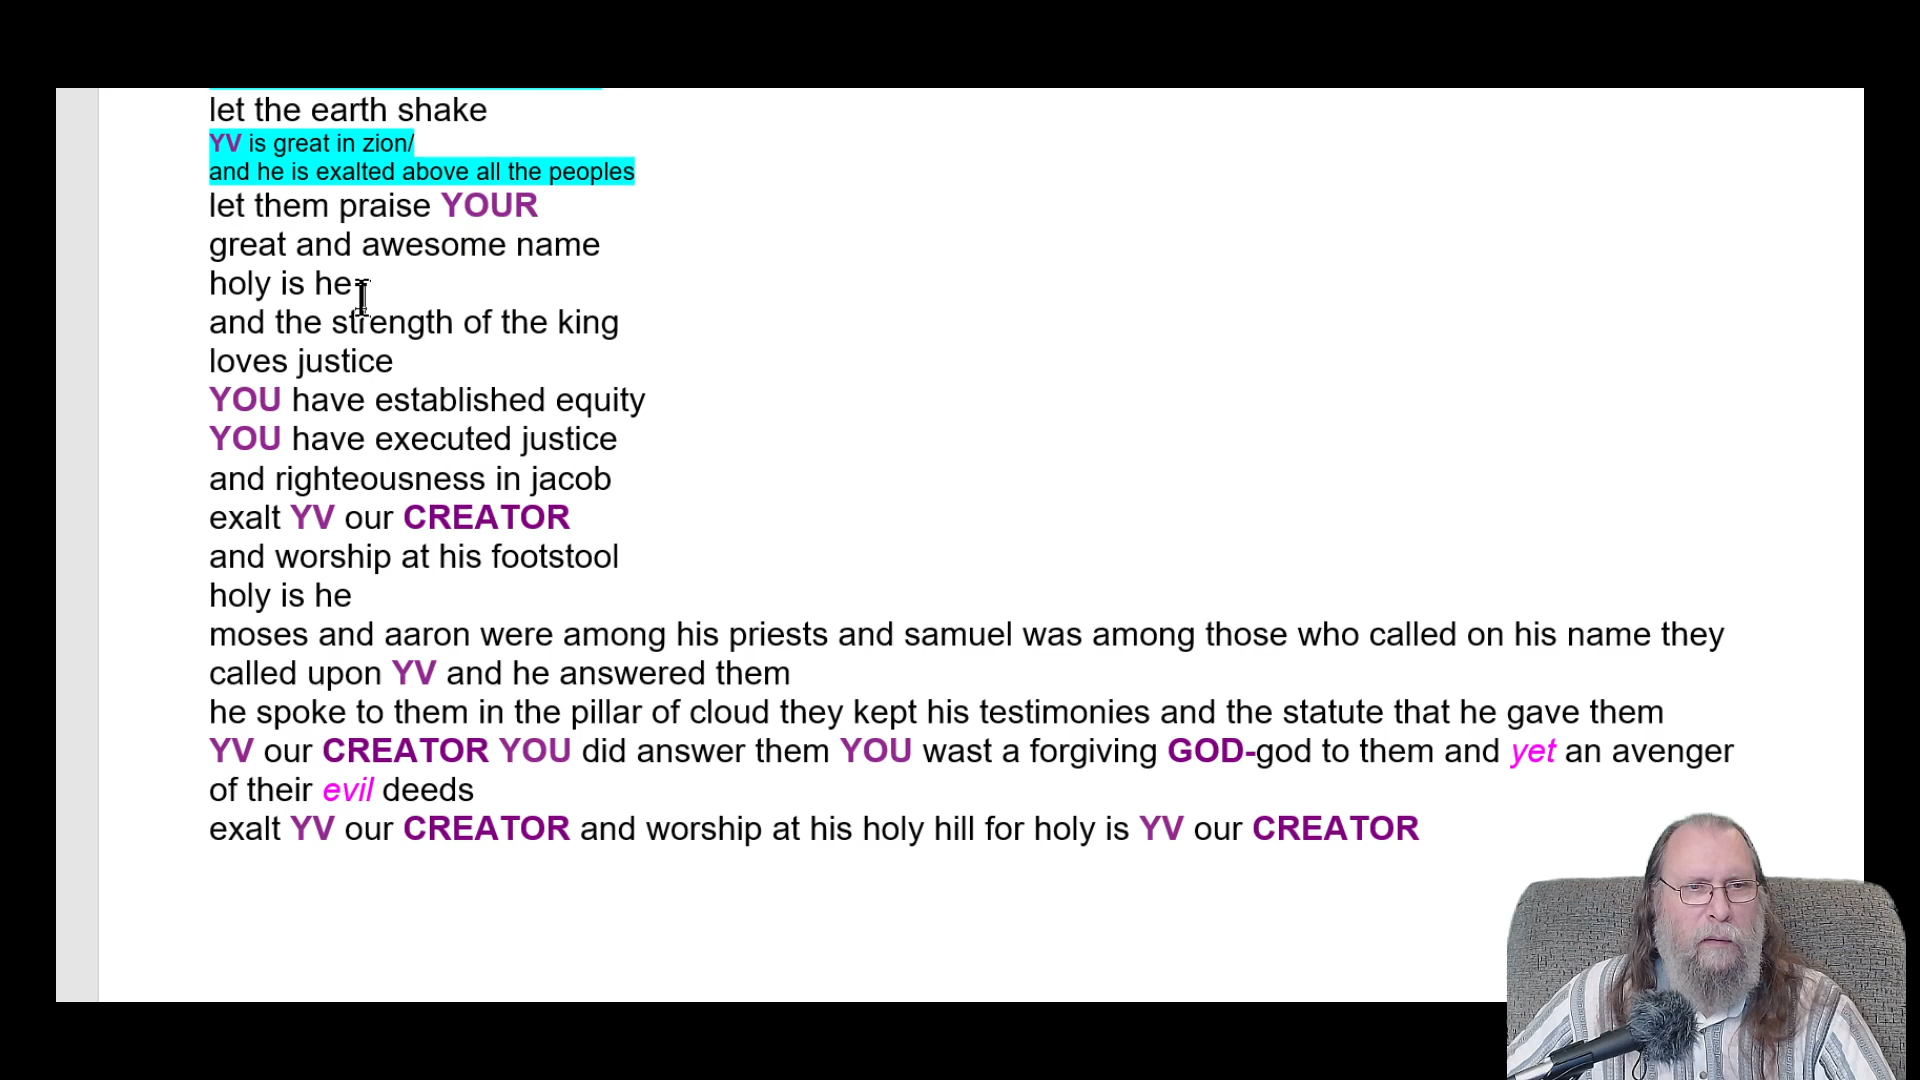 let the earth shake
YV is great in zion/
and he is exalted above all the peoples
let them praise YOUR
great and awesome name
holy is he
and the strength of the king
loves justice
YOU have established equity
YOU have executed justice
and righteousness in jacob
exalt YV our CREATOR
and worship at his footstool
holy is he
moses and aaron were among his priests and samuel was among those who called on his name they
called upon YV and he answered them
he spoke to them in the pillar of cloud they kept his testimonies and the statute that he gave them
YV our CREATOR YOU did answer them YOU wast a forgiving GOD-god to them and yet an avenger
of their evil deeds
exalt YV our CREATOR and worship at his holy hill for holy is YV our CREATOR